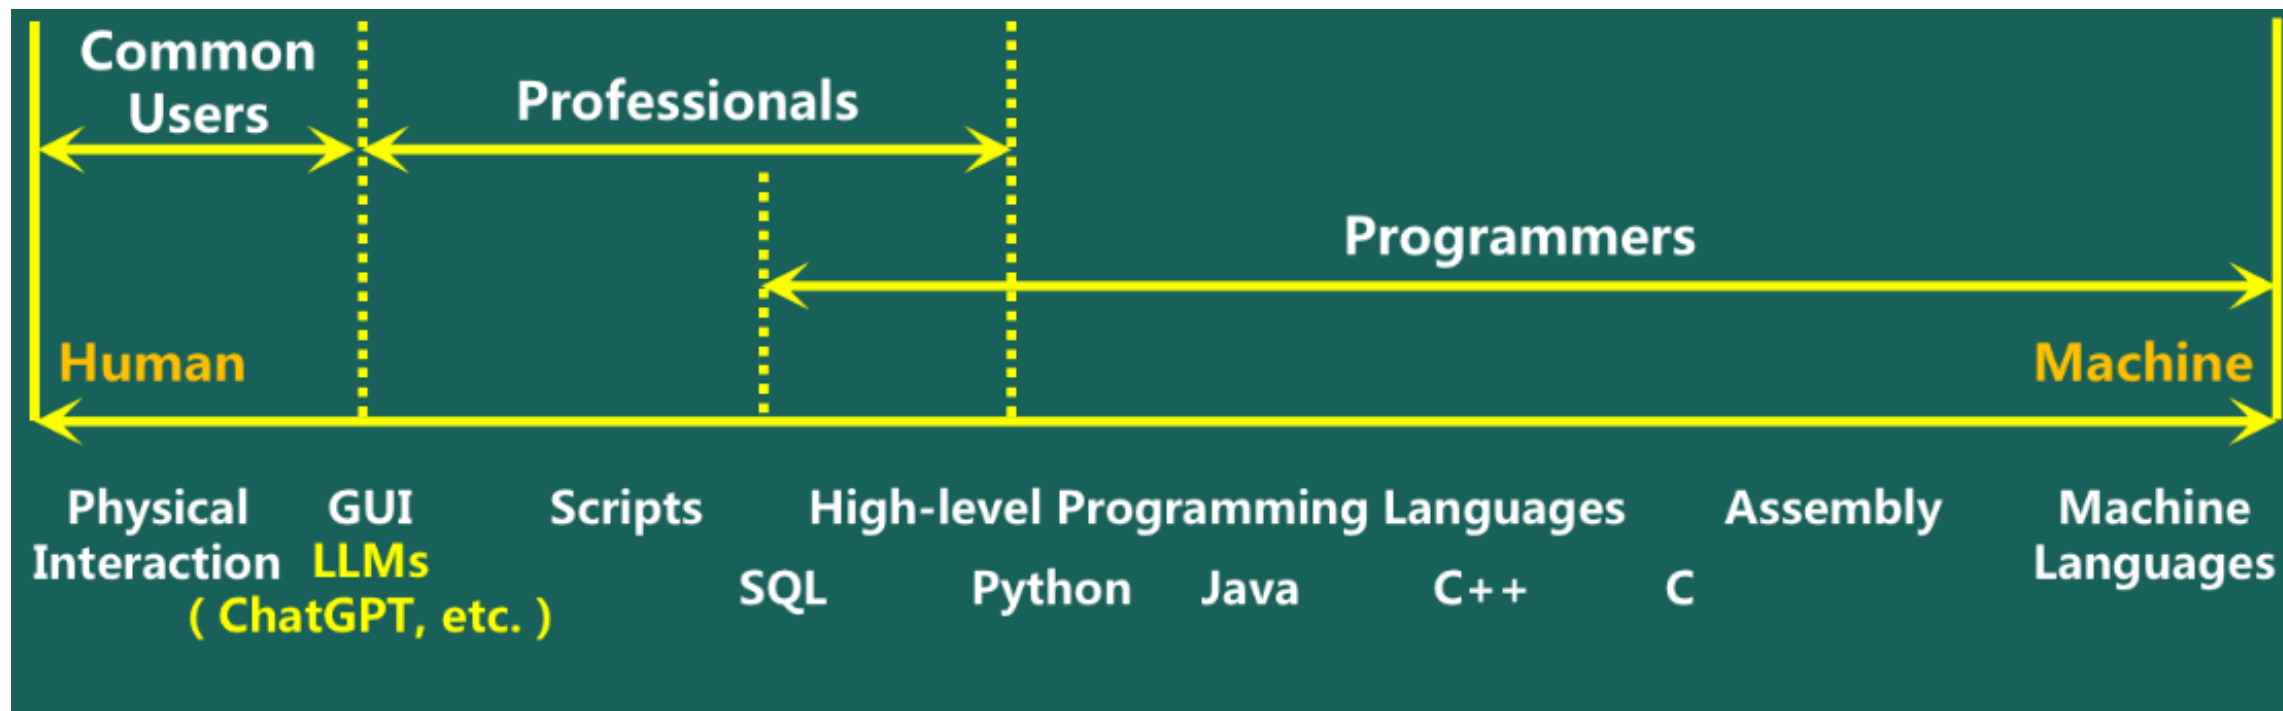 Common
Users
Professionals
Programmers
Human
Machine
Physical
Interaction
GUI
LLMs
( ChatGPT, etc. )
Scripts
High-level Programming Languages
Assembly
Machine
Languages
SQL
Python
Java
C++
C